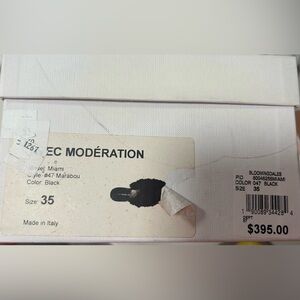 EC MODÉRATION
Miami
#47 Marabou
Color: Black
Size: 35
Made in Italy
BLOOMINGDALES
PID
COLOR 047 BLACK
SIZE 35
$395.00